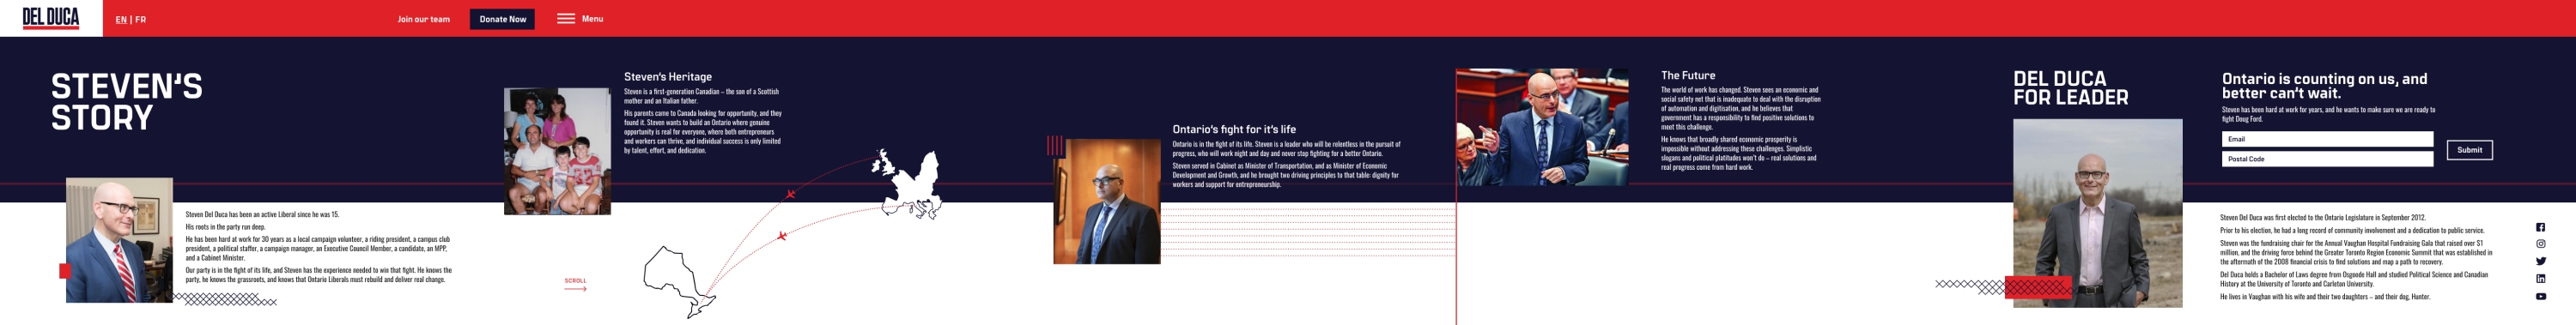 DEL DUCA
EN | FR
Join our team
Donate Now
Menu
STEVEN'S
STORY
Steven Del Duca has been an active Liberal since he was 15.
His roots in the party run deep.
He has been hard at work for 30 years as a local campaign volunteer, a riding president, a campus club
president, a political staffer, a campaign manager, an Executive Council Member, a candidate, an MPP,
and a Cabinet Minister.
Our party is in the fight of its life, and Steven has the experience needed to win that fight. He knows the
party, he knows the grassroots, and knows that Ontario Liberals must rebuild and deliver real change.
Steven's Heritage
Steven is a first-generation Canadian – the son of a Scottish
mother and an Italian father.
His parents came to Canada looking for opportunity, and they
found it. Steven wants to build an Ontario where genuine
opportunity is real for everyone, where both entrepreneurs
and workers can thrive, and individual success is only limited
by talent, effort, and dedication.
SCROLL
Ontario's fight for it's life
Ontario is in the fight of its life. Steven is a leader who will be relentless in the pursuit of
progress, who will work night and day and never stop fighting for a better Ontario.
Steven served in Cabinet as Minister of Transportation, and as Minister of Economic
Development and Growth, and he brought two driving principles to that table: dignity for
workers and support for entrepreneurship.
The Future
The world of work has changed. Steven sees an economic and
social safety net that is inadequate to deal with the disruption
of automation and digitisation, and he believes that
government has a responsibility to find positive solutions to
meet this challenge.
He knows that broadly shared economic prosperity is
impossible without addressing these challenges. Simplistic
slogans and political platitudes won't do – real solutions and
real progress come from hard work.
DEL DUCA
FOR LEADER
Ontario is counting on us, and
better can't wait.
Steven has been hard at work for years, and he wants to make sure we are ready to
fight Doug Ford.
Email
Postal Code
Submit
Steven Del Duca was first elected to the Ontario Legislature in September 2012.
Prior to his election, he had a long record of community involvement and a dedication to public service.
Steven was the fundraising chair for the Annual Vaughan Hospital Fundraising Gala that raised over $1
million, and the driving force behind the Greater Toronto Region Economic Summit that was established in
the aftermath of the 2008 financial crisis to find solutions and map a path to recovery.
Del Duca holds a Bachelor of Laws degree from Osgoode Hall and studied Political Science and Canadian
History at the University of Toronto and Carleton University.
He lives in Vaughan with his wife and their two daughters – and their dog, Hunter.